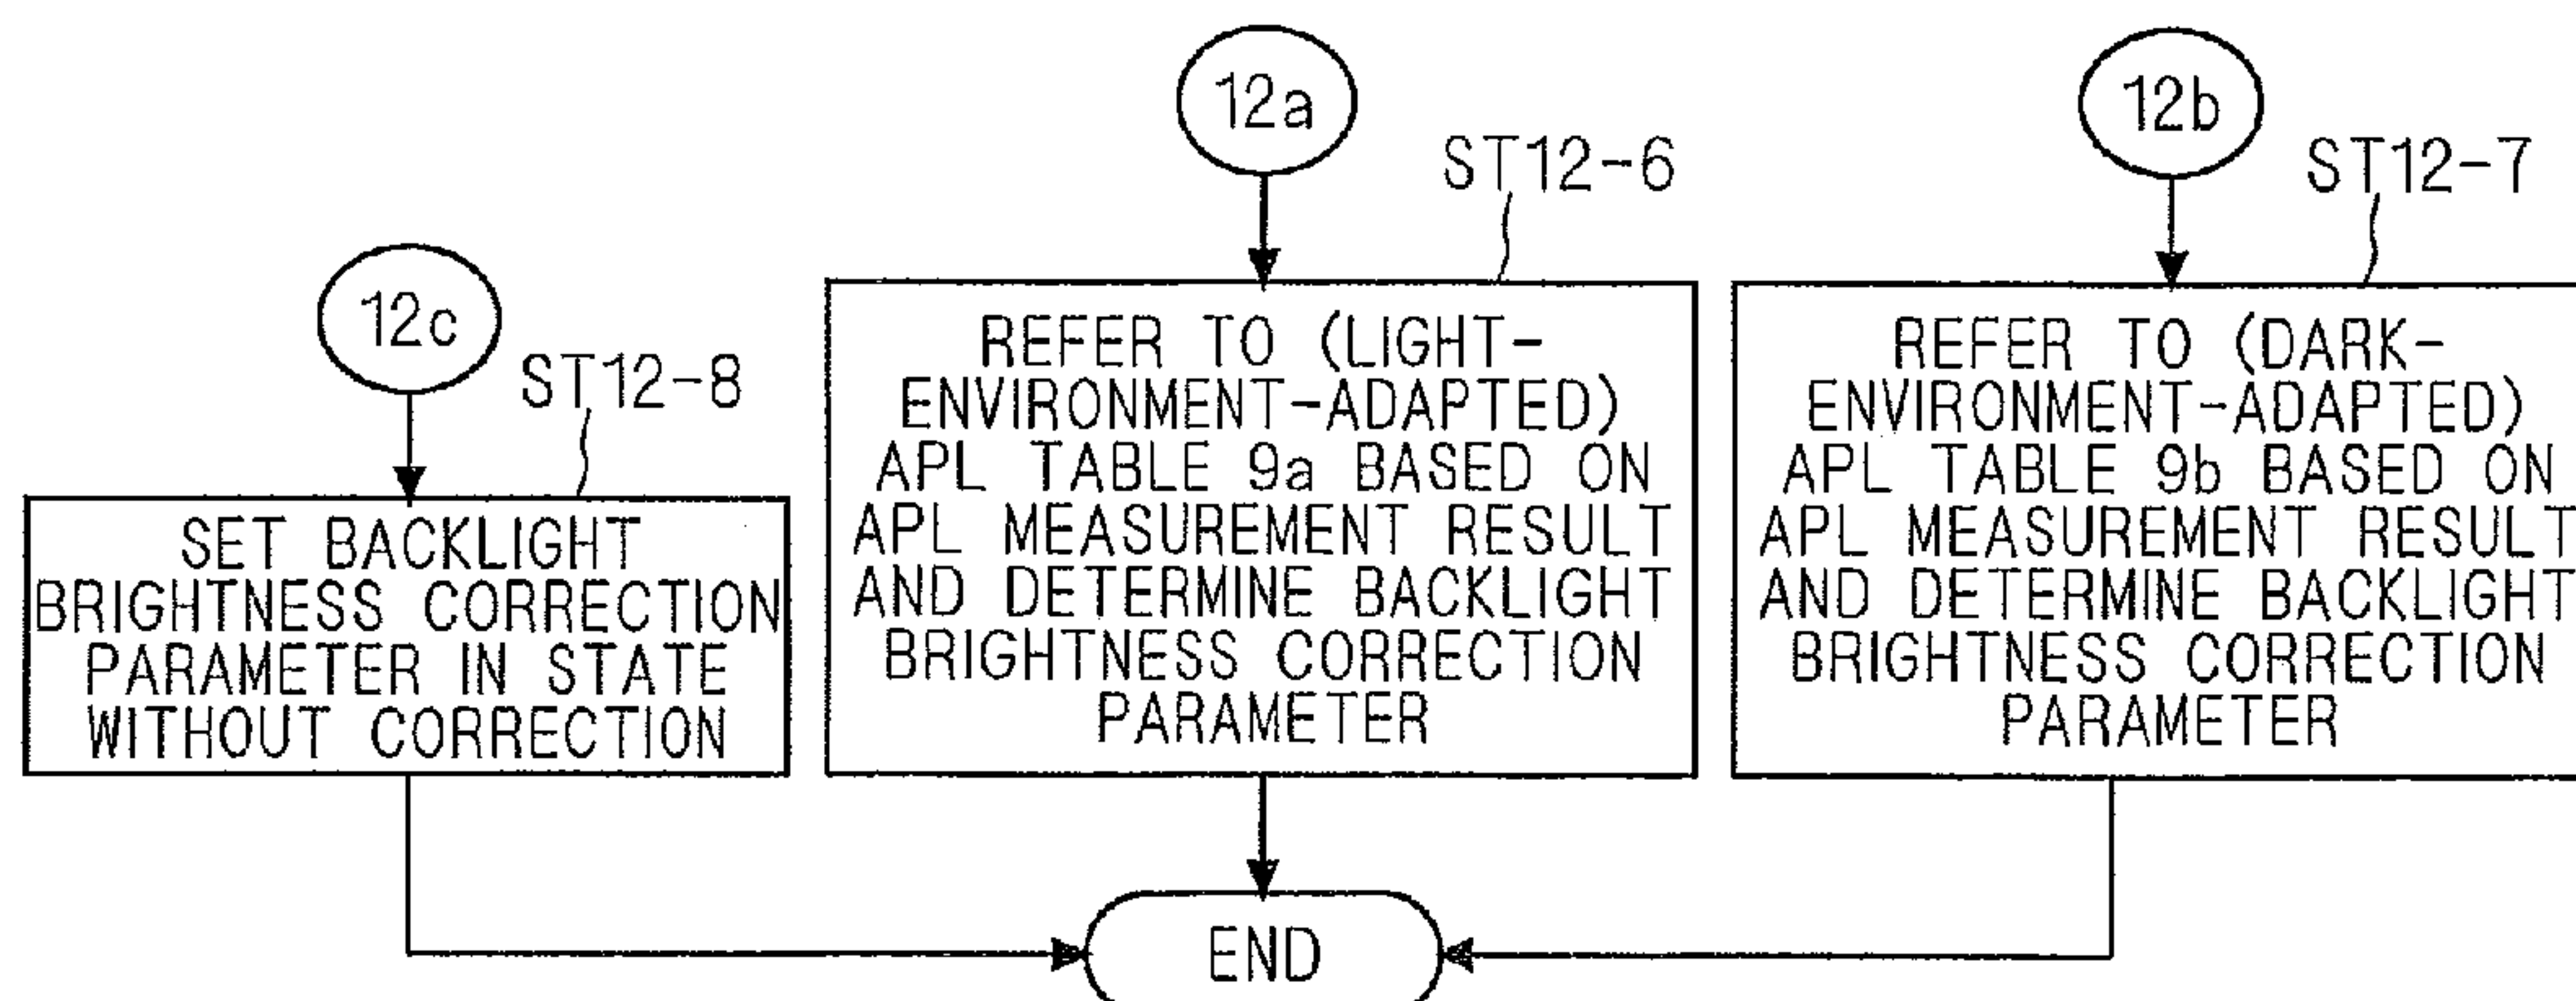 12a
12b
ST12-6
ST12-7
12c
ST12-8
SET BACKLIGHT
BRIGHTNESS CORRECTION
PARAMETER IN STATE
WITHOUT CORRECTION
REFER TO (LIGHT-
ENVIRONMENT-ADAPTED)
APL TABLE 9a BASED ON
APL MEASUREMENT RESULT
AND DETERMINE BACKLIGHT
BRIGHTNESS CORRECTION
PARAMETER
REFER TO (DARK-
ENVIRONMENT-ADAPTED)
APL TABLE 9b BASED ON
APL MEASUREMENT RESULT
AND DETERMINE BACKLIGHT
BRIGHTNESS CORRECTION
PARAMETER
END